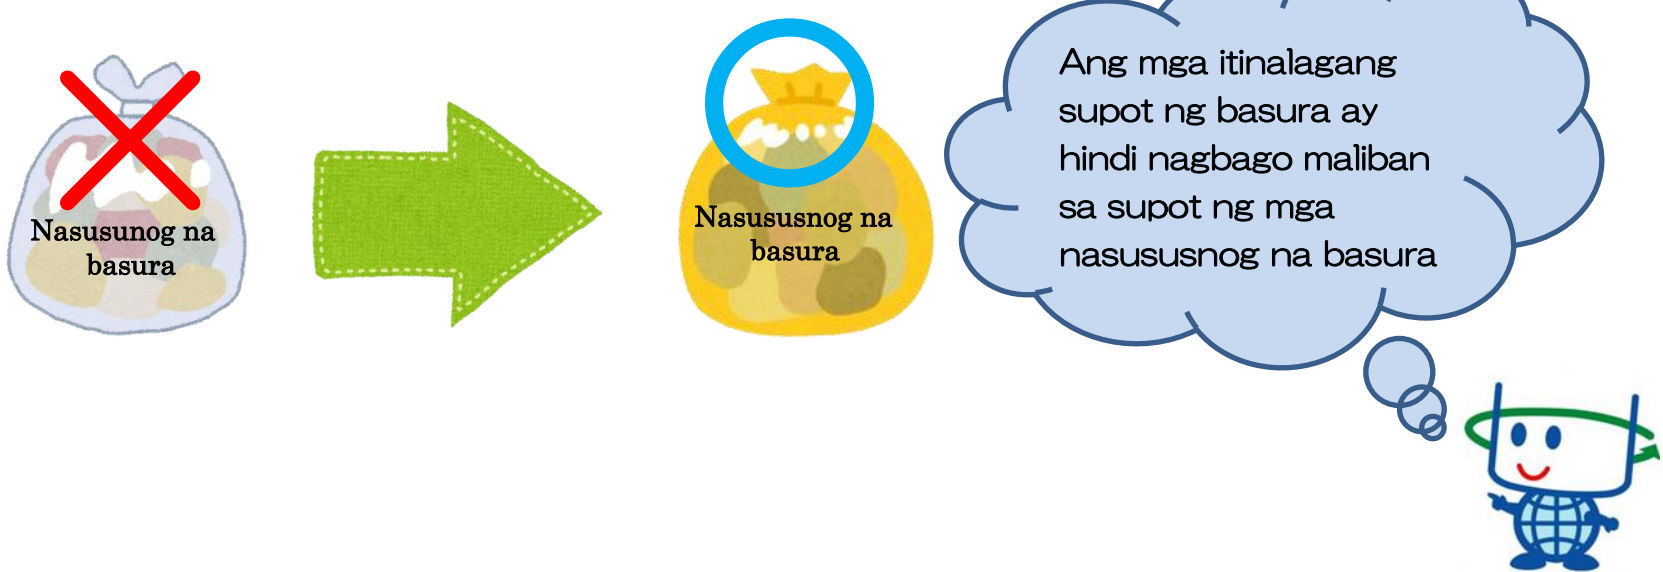 Nasusunog na
basura
Nasususnog na
basura
Ang mga itinalagang
supot ng basura ay
hindi nagbago maliban
sa supot ng mga
nasususnog na basura